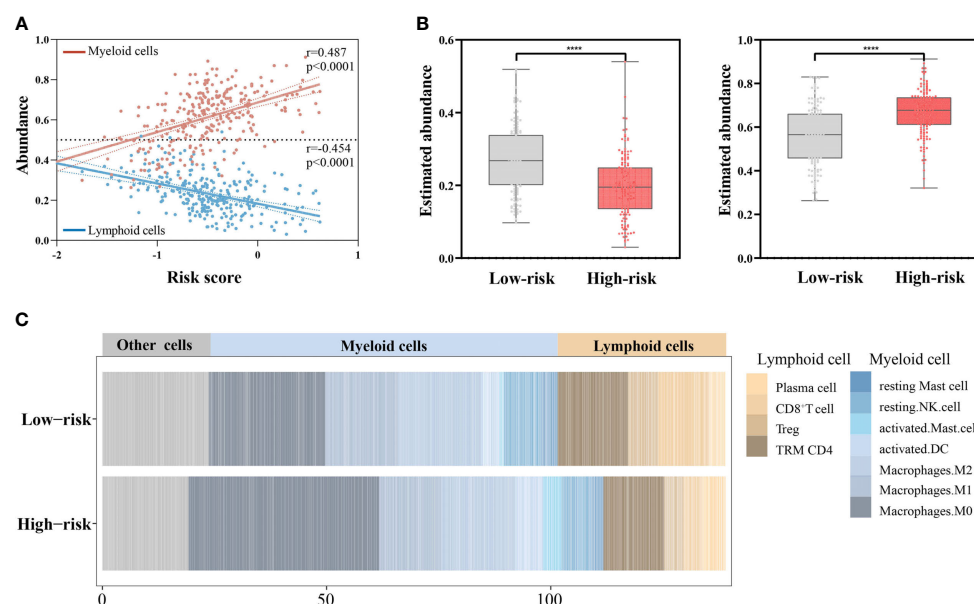 A
1.0
0.8
0.6
0.4
0.2
0.0
Abundance
Myeloid cells
r=0.487
p<0.0001
r=-0.454
p<0.0001
Lymphoid cells
-2
-1
0
1
Risk score
B
0.6
0.4
0.2
0.0
Estimated abundance
****
Low-risk
High-risk
1.0
0.8
0.6
0.4
0.2
0.0
Estimated abundance
****
Low-risk
High-risk
C
Other cells
Myeloid cells
Lymphoid cells
Low-risk
High-risk
0
50
100
Lymphoid cell
Plasma cell
CD8⁺T cell
Treg
TRM CD4
Myeloid cell
resting Mast cell
resting.NK.cell
activated.Mast.cell
activated.DC
Macrophages.M2
Macrophages.M1
Macrophages.M0